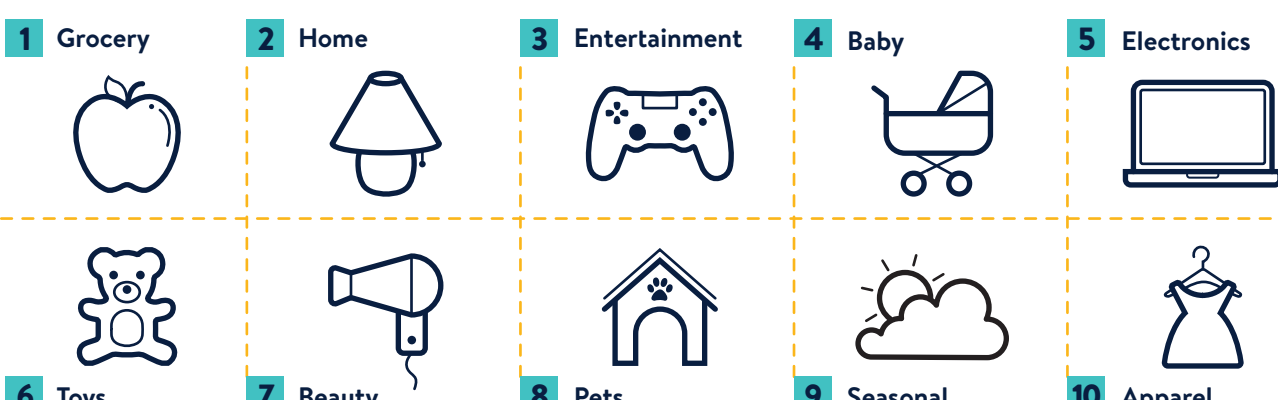 1 Grocery
2 Home
3 Entertainment
4 Baby
5 Electronics
6 Toys
7 Beauty
8 Pets
9 Seasonal
10 Apparel